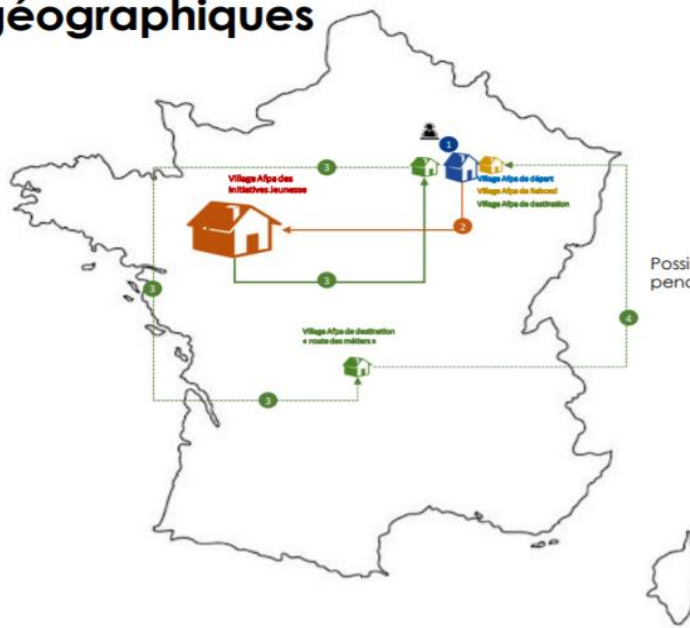 géographiques
1
3
Village Afpa des
Initiatives Jeunesse
Village Afpa de départ
Village Afpa de Rebond
Village Afpa de destination
2
3
3
Possi
pend
4
Village Afpa de destination
« route des métiers »
3